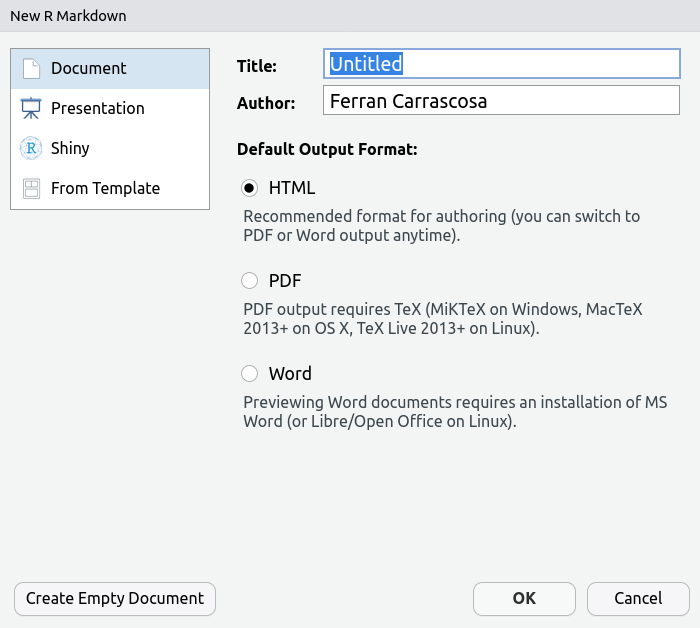 New R Markdown
Document
Presentation
Shiny
From Template
Title:
Untitled
Author:
Ferran Carrascosa
Default Output Format:
HTML
Recommended format for authoring (you can switch to
PDF or Word output anytime).
PDF
PDF output requires TeX (MiKTeX on Windows, MacTeX
2013+ on OS X, TeX Live 2013+ on Linux).
Word
Previewing Word documents requires an installation of MS
Word (or Libre/Open Office on Linux).
Create Empty Document
OK
Cancel